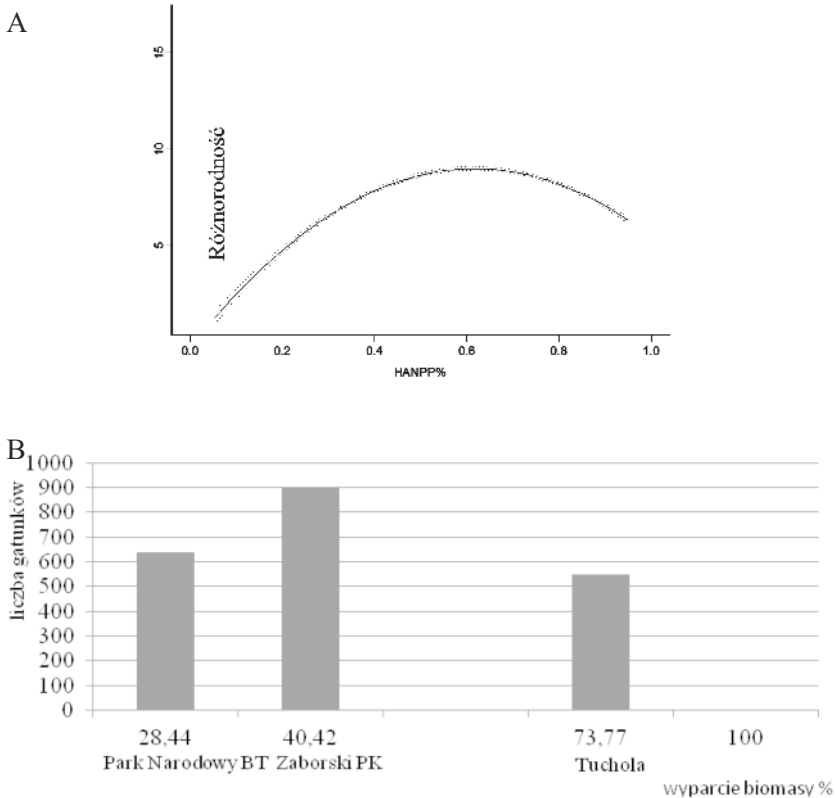 A
15
10
5
Różnorodność
0.0 0.2 0.4 0.6 0.8 1.0
HANPP%
B
1000
900
800
700
600
500
400
300
200
100
0
liczba gatunków
28,44 40,42 73,77 100
Park Narodowy BT Zaborski PK Tuchola
wyparcie biomasy %